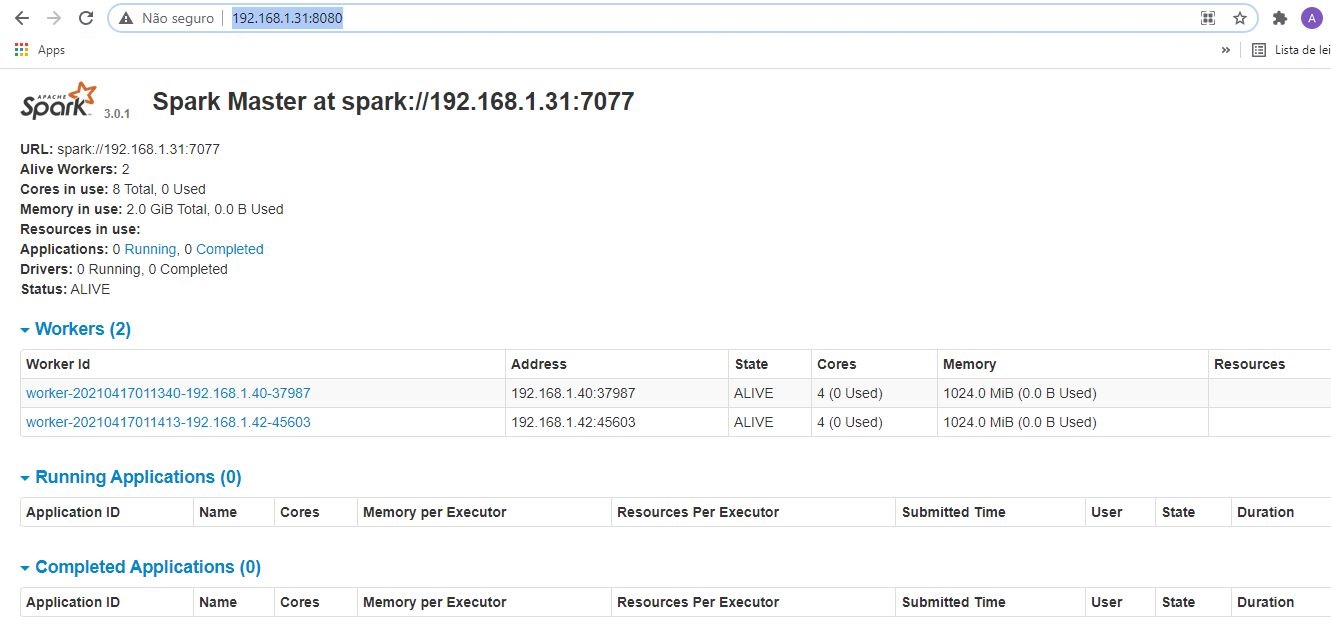 Não seguro 192.168.1.31:8080 A
Apps » Lista de lei
APACHE Spark 3.0.1 Spark Master at spark://192.168.1.31:7077
URL: spark://192.168.1.31:7077
Alive Workers: 2
Cores in use: 8 Total, 0 Used
Memory in use: 2.0 GiB Total, 0.0 B Used
Resources in use:
Applications: 0 Running, 0 Completed
Drivers: 0 Running, 0 Completed
Status: ALIVE
Workers (2)
Worker Id Address State Cores Memory Resources
worker-20210417011340-192.168.1.40-37987 192.168.1.40:37987 ALIVE 4 (0 Used) 1024.0 MiB (0.0 B Used)
worker-20210417011413-192.168.1.42-45603 192.168.1.42:45603 ALIVE 4 (0 Used) 1024.0 MiB (0.0 B Used)
Running Applications (0)
Application ID Name Cores Memory per Executor Resources Per Executor Submitted Time User State Duration
Completed Applications (0)
Application ID Name Cores Memory per Executor Resources Per Executor Submitted Time User State Duration